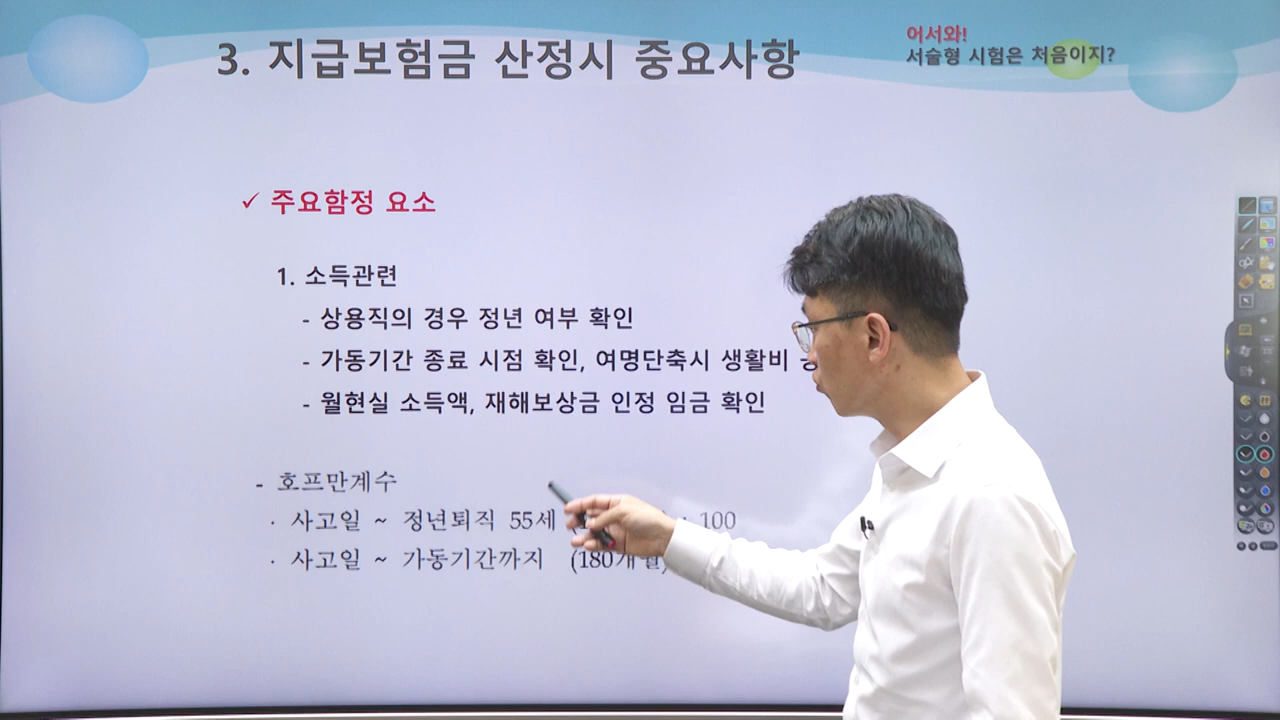 3. 지급보험금 산정시 중요사항
어서와!
서술형 시험은 처음이지?
✓ 주요함정 요소
1. 소득관련
- 상용직의 경우 정년 여부 확인
- 가동기간 종료 시점 확인, 여명단축시 생활비
- 월현실 소득액, 재해보상금 인정 임금 확인
- 호프만계수
· 사고일 ~ 정년퇴직 55세 : 100
· 사고일 ~ 가동기간까지 (180개월)